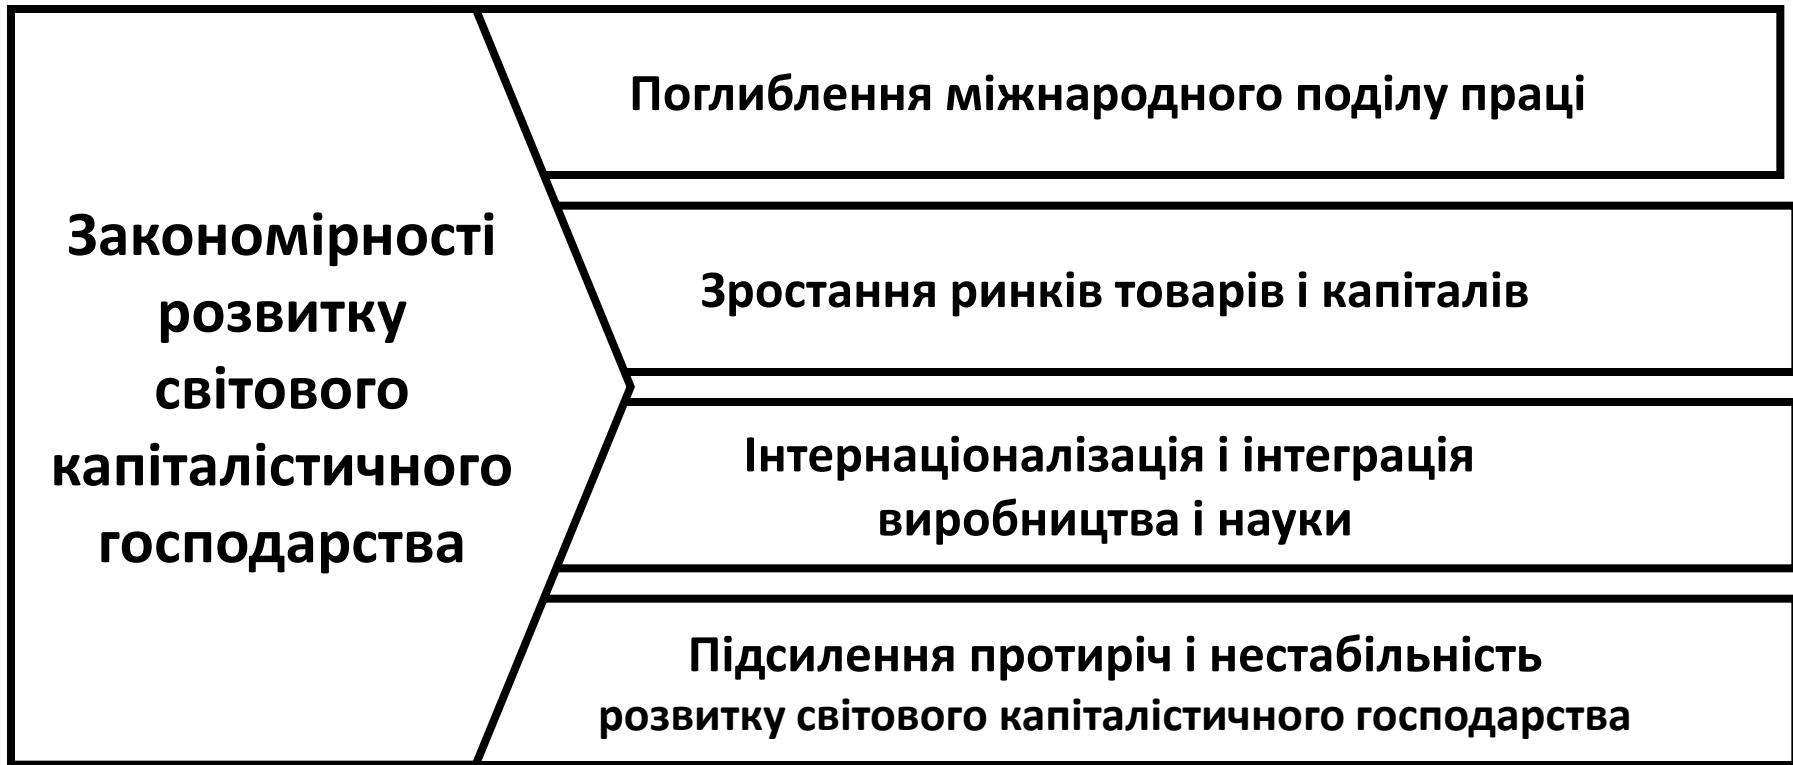 Закономірності
розвитку
світового
капіталістичного
господарства
Поглиблення міжнародного поділу праці
Зростання ринків товарів і капіталів
Інтернаціоналізація і інтеграція
виробництва і науки
Підсилення протиріч і нестабільність
розвитку світового капіталістичного господарства